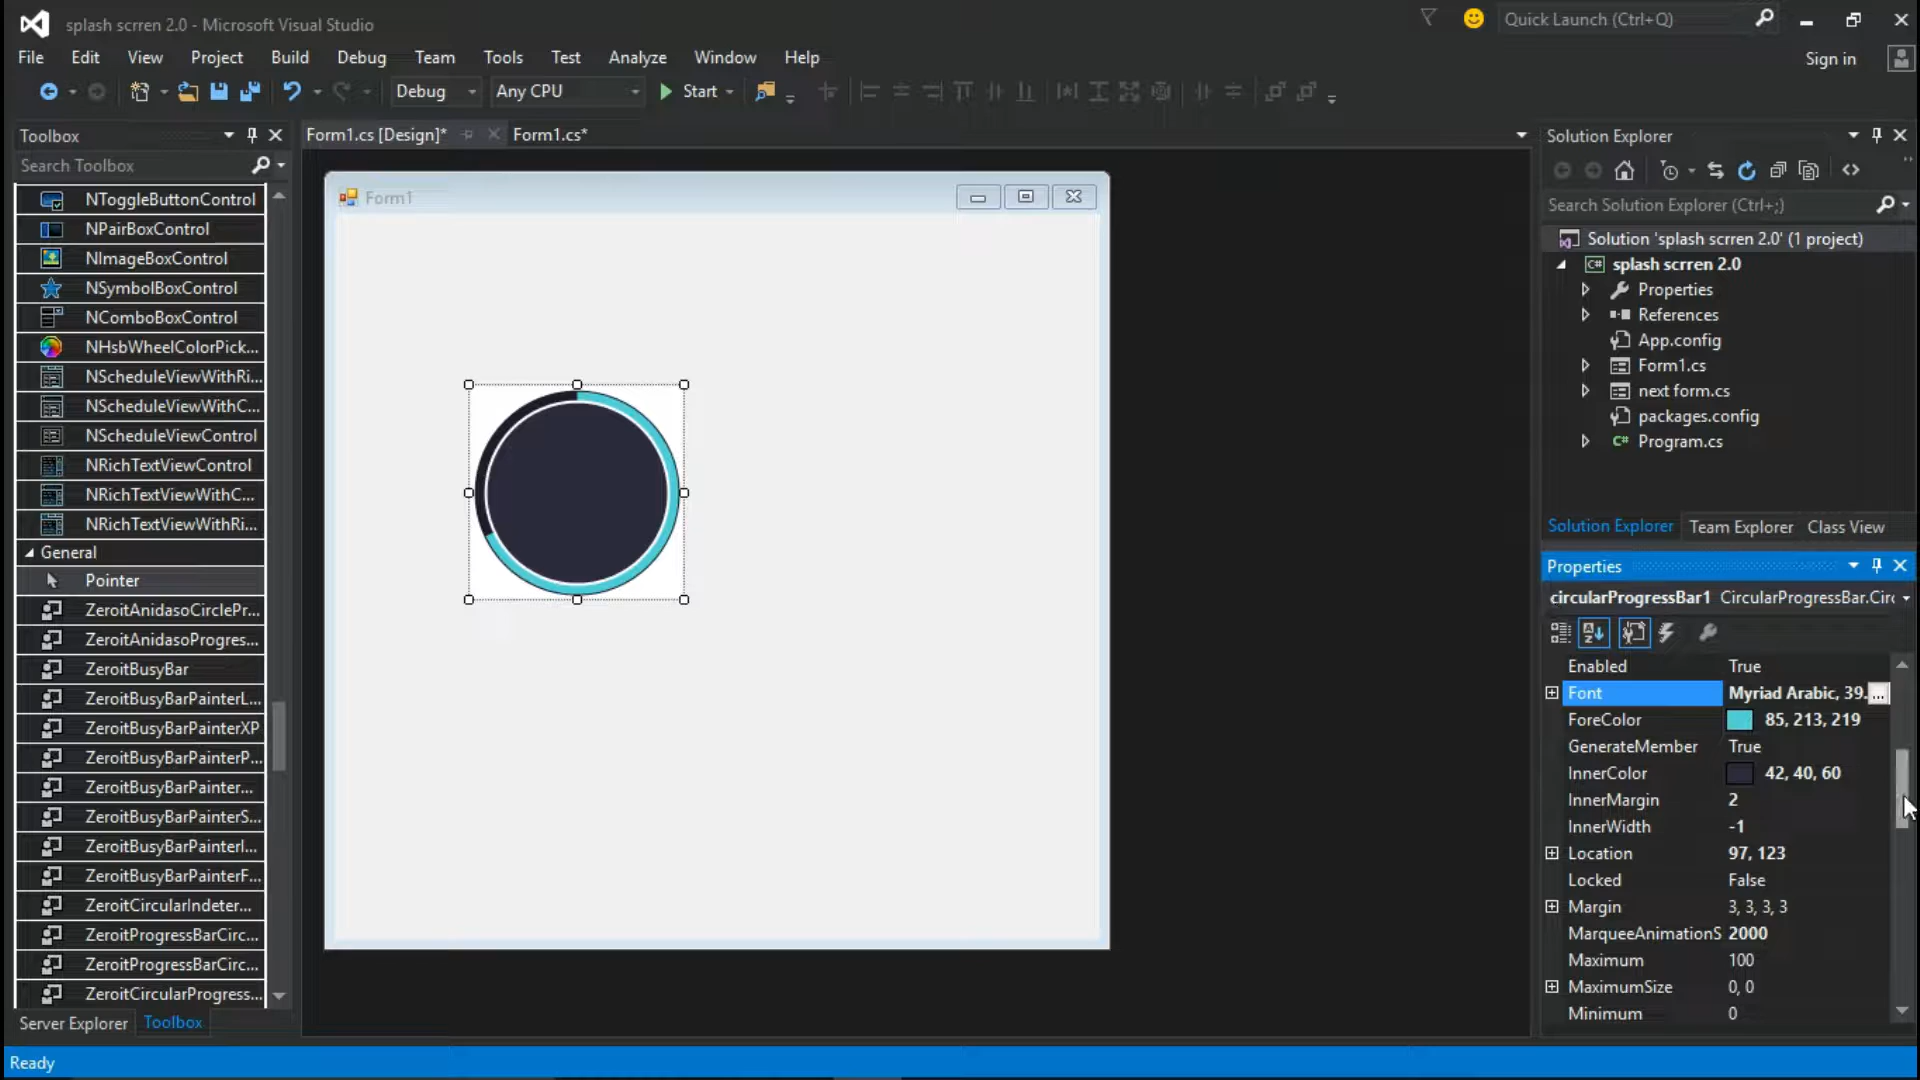 splash scrren 2.0 - Microsoft Visual Studio
Quick Launch (Ctrl+Q)
File Edit View Project Build Debug Team Tools Test Analyze Window Help
Sign in
Debug Any CPU Start
Toolbox
Search Toolbox
NToggleButtonControl
NPairBoxControl
NImageBoxControl
NSymbolBoxControl
NComboBoxControl
NHsbWheelColorPick...
NScheduleViewWithRi...
NScheduleViewWithC...
NScheduleViewControl
NRichTextViewControl
NRichTextViewWithC...
NRichTextViewWithRi...
General
Pointer
ZeroitAnidasoCirclePr...
ZeroitAnidasoProgres...
ZeroitBusyBar
ZeroitBusyBarPainterL...
ZeroitBusyBarPainterXP
ZeroitBusyBarPainterP...
ZeroitBusyBarPainter...
ZeroitBusyBarPainterS...
ZeroitBusyBarPainterI...
ZeroitBusyBarPainterF...
ZeroitCircularIndeter...
ZeroitProgressBarCirc...
ZeroitProgressBarCirc...
ZeroitCircularProgress...
Server Explorer Toolbox
Form1.cs [Design]* Form1.cs*
Form1
Solution Explorer
Search Solution Explorer (Ctrl+;)
Solution 'splash scrren 2.0' (1 project)
C# splash scrren 2.0
Properties
References
App.config
Form1.cs
next form.cs
packages.config
C# Program.cs
Solution Explorer Team Explorer Class View
Properties
circularProgressBar1 CircularProgressBar.Circ
Enabled True
Font Myriad Arabic, 39. ...
ForeColor 85, 213, 219
GenerateMember True
InnerColor 42, 40, 60
InnerMargin 2
InnerWidth -1
Location 97, 123
Locked False
Margin 3, 3, 3, 3
MarqueeAnimationS 2000
Maximum 100
MaximumSize 0, 0
Minimum 0
Ready